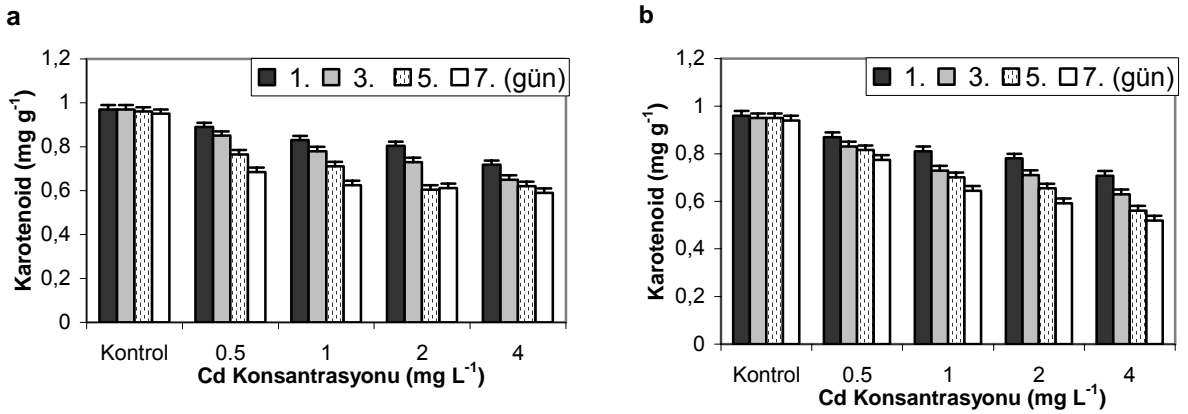 a
1,2
1
0,8
0,6
0,4
0,2
0
Karotenoid (mg g⁻¹)
1. 3. 5. 7. (gün)
Kontrol 0.5 1 2 4
Cd Konsantrasyonu (mg L⁻¹)
b
1,2
1
0,8
0,6
0,4
0,2
0
Karotenoid (mg g⁻¹)
1. 3. 5. 7. (gün)
Kontrol 0.5 1 2 4
Cd Konsantrasyonu (mg L⁻¹)